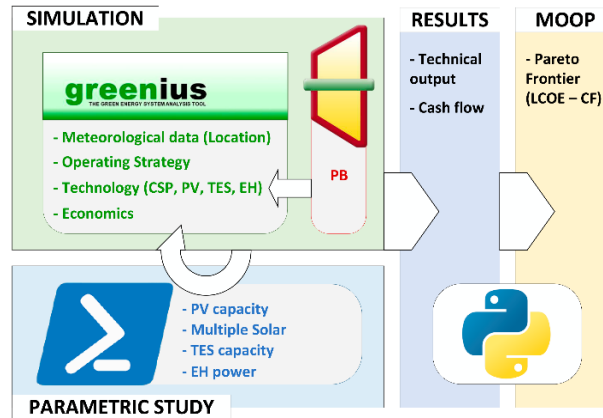 SIMULATION
greenius
THE GREEN ENERGY SYSTEM ANALYSIS TOOL
- Meteorological data (Location)
- Operating Strategy
- Technology (CSP, PV, TES, EH)
- Economics
PB
RESULTS
- Technical
output
- Cash flow
MOOP
- Pareto
Frontier
(LCOE – CF)
- PV capacity
- Multiple Solar
- TES capacity
- EH power
PARAMETRIC STUDY